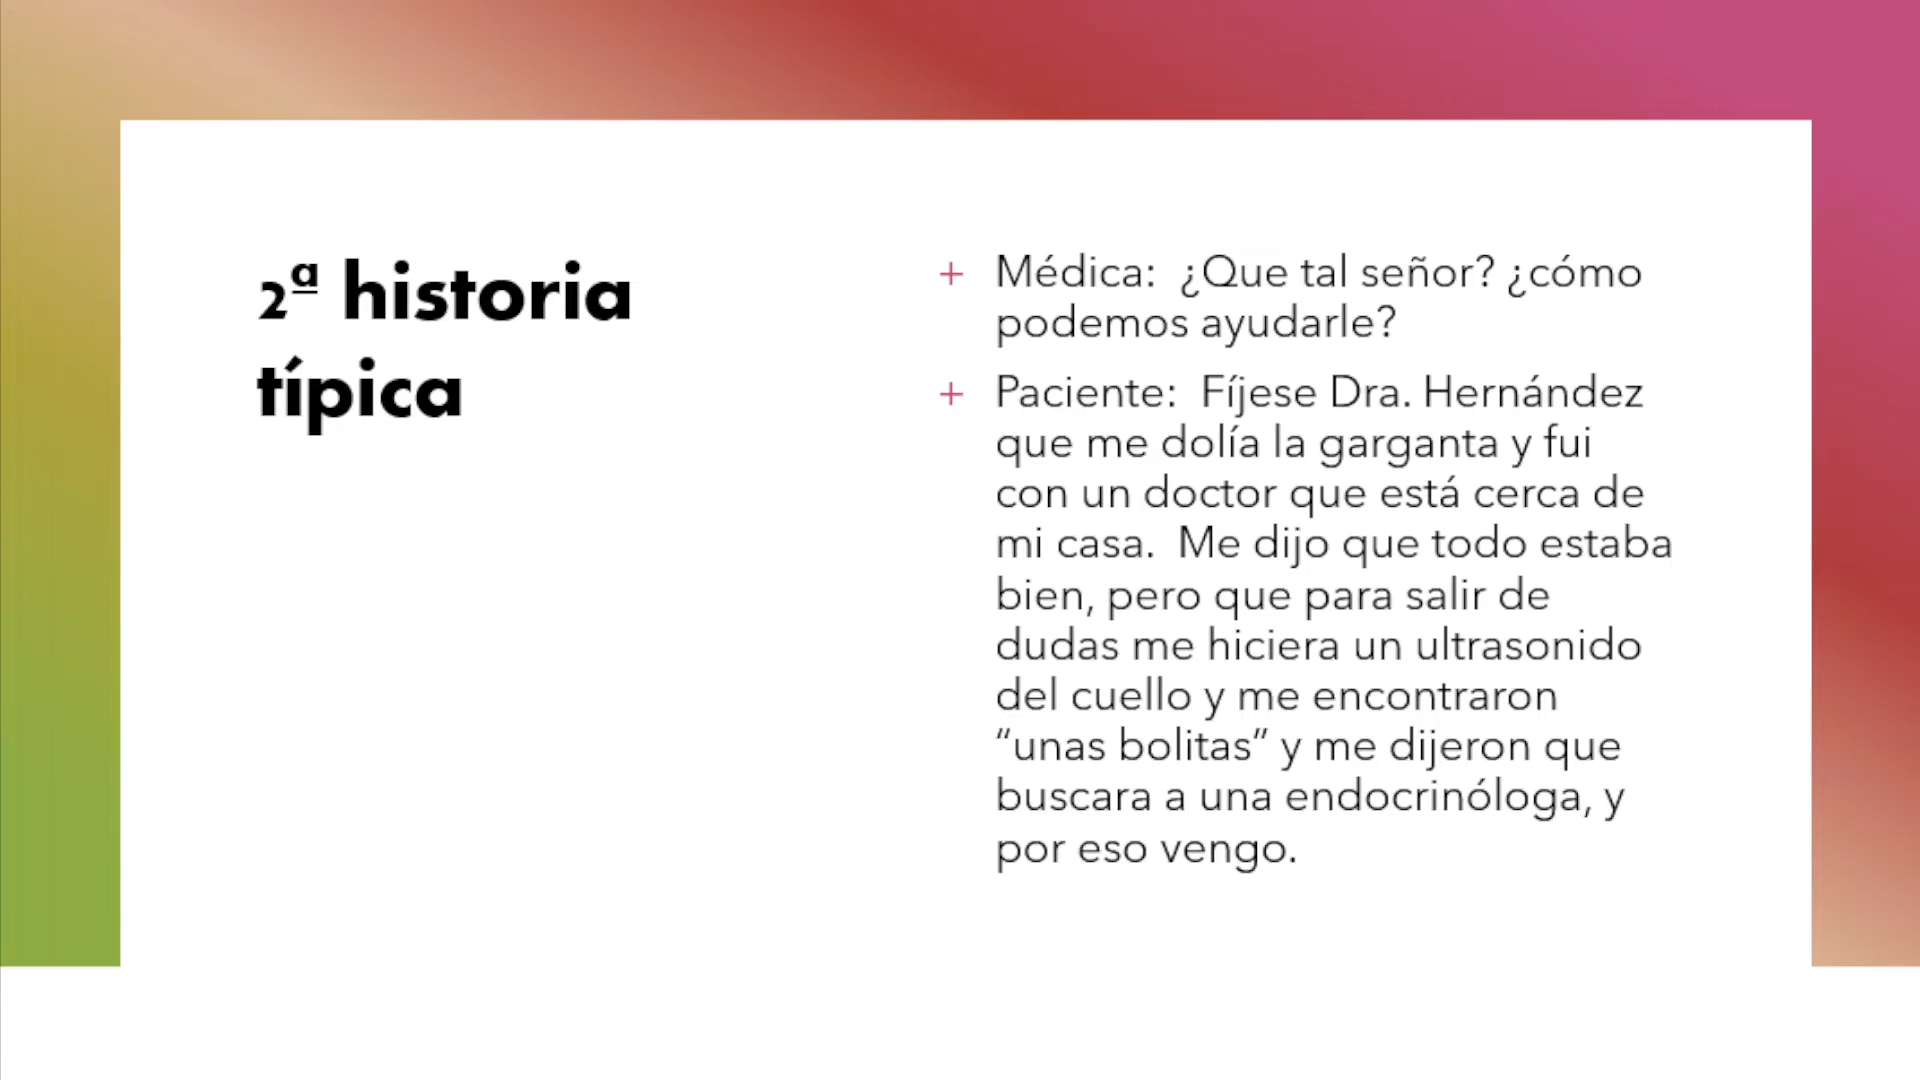 2ª historia
típica
+ Médica:  ¿Que tal señor? ¿cómo
podemos ayudarle?
+ Paciente:  Fíjese Dra. Hernández
que me dolía la garganta y fui
con un doctor que está cerca de
mi casa.  Me dijo que todo estaba
bien, pero que para salir de
dudas me hiciera un ultrasonido
del cuello y me encontraron
“unas bolitas” y me dijeron que
buscara a una endocrinóloga, y
por eso vengo.